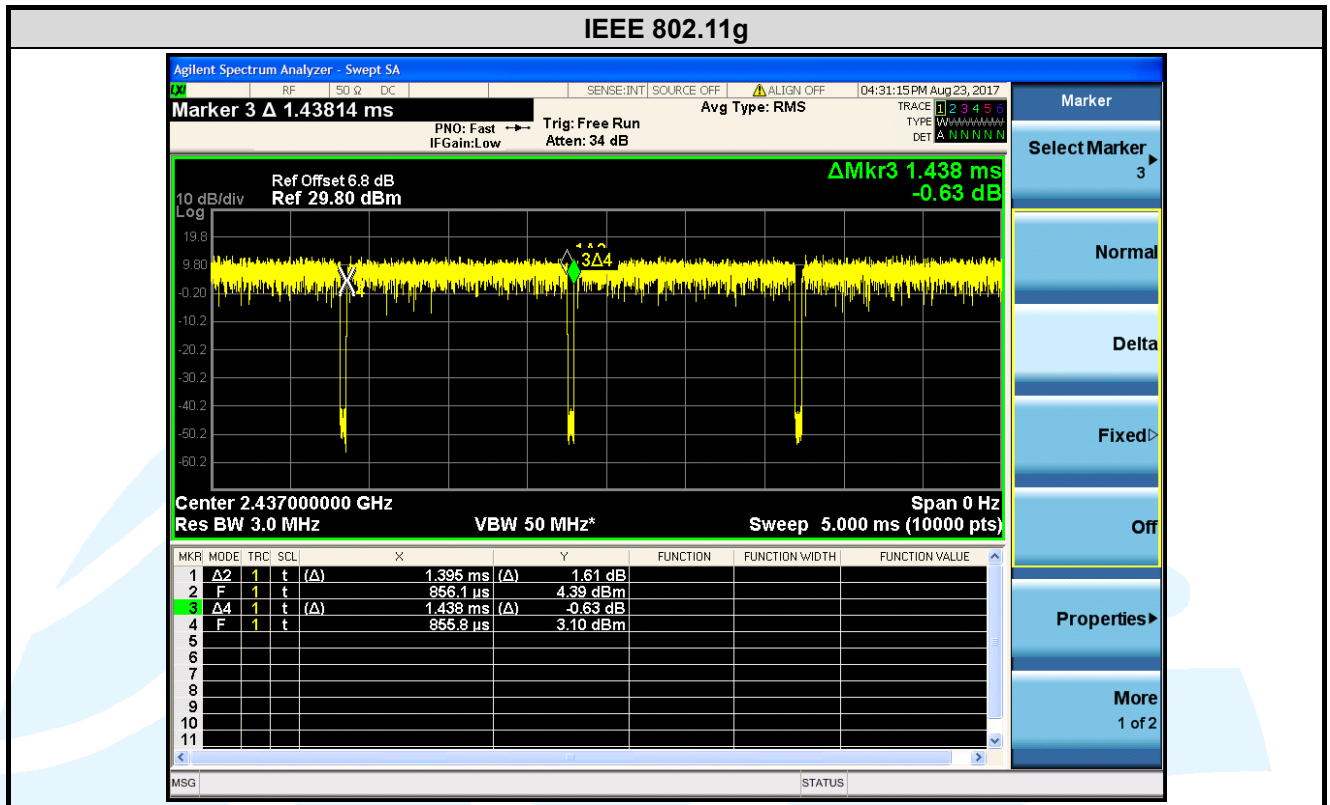 IEEE 802.11g
Agilent Spectrum Analyzer - Swept SA
LXI RF 50 Ω DC SENSE:INT SOURCE OFF ⚠ALIGN OFF 04:31:15 PM Aug 23, 2017
Marker 3 Δ 1.43814 ms
PNO: Fast
IFGain:Low
Trig: Free Run
Atten: 34 dB
Avg Type: RMS
TRACE 1 2 3 4 5 6
TYPE WWWWWW
DET A N N N N N
ΔMkr3 1.438 ms
-0.63 dB
Ref Offset 6.8 dB
10 dB/div Ref 29.80 dBm
Log
19.8
9.80
-0.20
-10.2
-20.2
-30.2
-40.2
-50.2
-60.2
3Δ4
Center 2.437000000 GHz Span 0 Hz
Res BW 3.0 MHz VBW 50 MHz* Sweep 5.000 ms (10000 pts)
MKR MODE TRC SCL X Y FUNCTION FUNCTION WIDTH FUNCTION VALUE
1 Δ2 1 t (Δ) 1.395 ms (Δ) 1.61 dB
2 F 1 t 856.1 µs 4.39 dBm
3 Δ4 1 t (Δ) 1.438 ms (Δ) -0.63 dB
4 F 1 t 855.8 µs 3.10 dBm
5
6
7
8
9
10
11
MSG STATUS
Marker
Select Marker
3
Normal
Delta
Fixed
Off
Properties
More
1 of 2